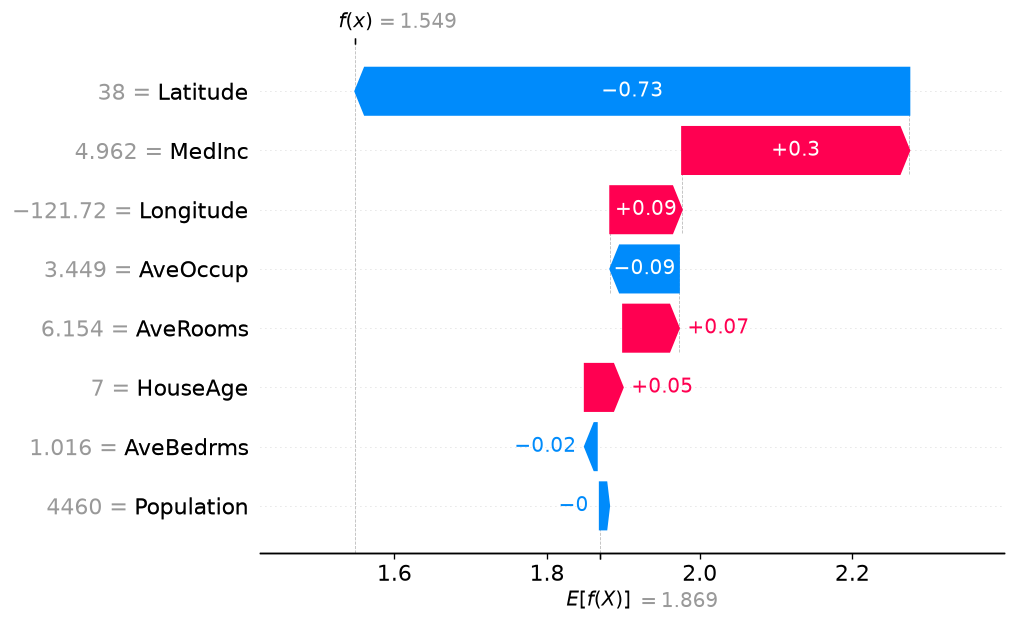 f(x) = 1.549
38 = Latitude −0.73
4.962 = MedInc +0.3
−121.72 = Longitude +0.09
3.449 = AveOccup −0.09
6.154 = AveRooms +0.07
7 = HouseAge +0.05
1.016 = AveBedrms −0.02
4460 = Population −0
1.6 1.8 2.0 2.2
E[f(X)] = 1.869